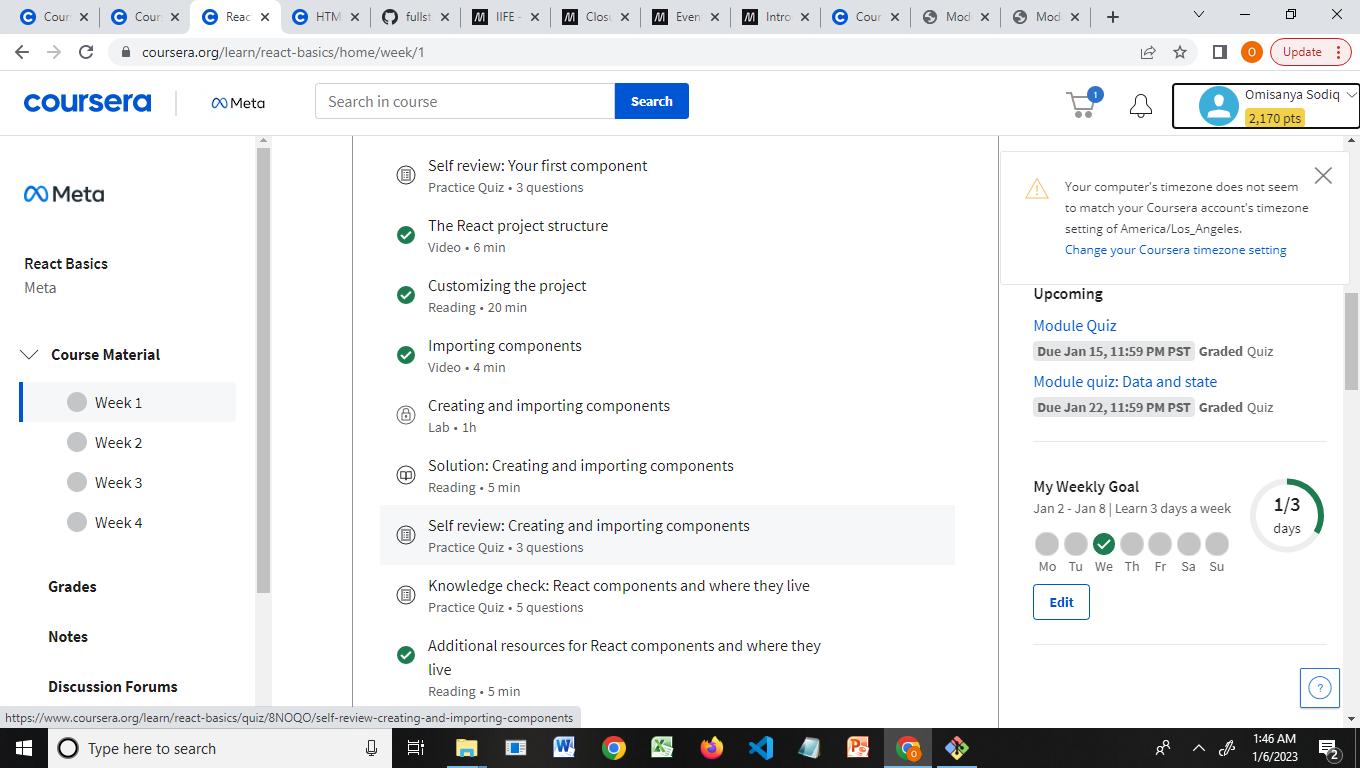 Cours
Cours
Reac
HTM
fullst
IIFE -
Closu
Even
Intro
Cour
Mod
Mod
coursera.org/learn/react-basics/home/week/1
O
Update
coursera
Meta
Search in course
Search
1
Omisanya Sodiq
2,170 pts
Meta
React Basics
Meta
Course Material
Week 1
Week 2
Week 3
Week 4
Grades
Notes
Discussion Forums
Self review: Your first component
Practice Quiz • 3 questions
The React project structure
Video • 6 min
Customizing the project
Reading • 20 min
Importing components
Video • 4 min
Creating and importing components
Lab • 1h
Solution: Creating and importing components
Reading • 5 min
Self review: Creating and importing components
Practice Quiz • 3 questions
Knowledge check: React components and where they live
Practice Quiz • 5 questions
Additional resources for React components and where they
live
Reading • 5 min
Your computer's timezone does not seem
to match your Coursera account's timezone
setting of America/Los_Angeles.
Change your Coursera timezone setting
Upcoming
Module Quiz
Due Jan 15, 11:59 PM PST Graded Quiz
Module quiz: Data and state
Due Jan 22, 11:59 PM PST Graded Quiz
My Weekly Goal
Jan 2 - Jan 8 | Learn 3 days a week
1/3
days
Mo Tu We Th Fr Sa Su
Edit
?
https://www.coursera.org/learn/react-basics/quiz/8NOQO/self-review-creating-and-importing-components
Type here to search
1:46 AM
1/6/2023
2